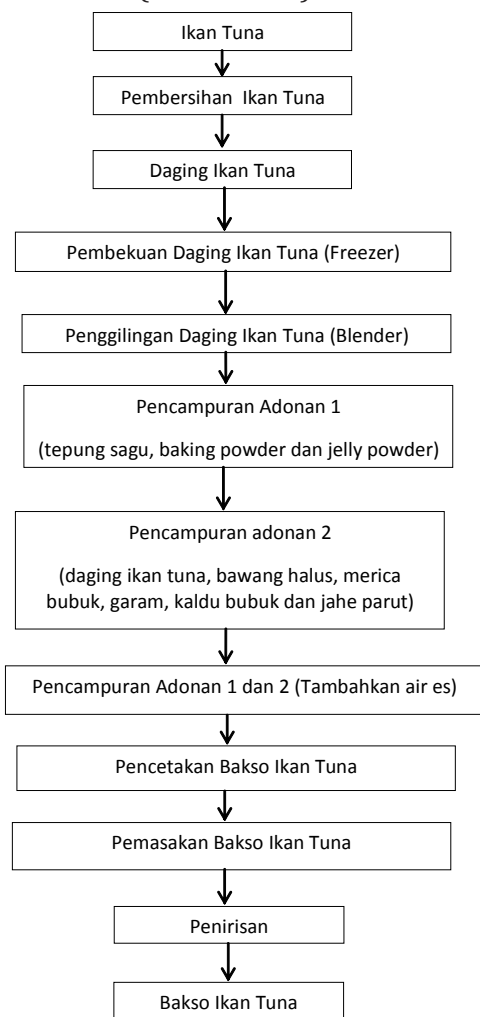 Ikan Tuna
Pembersihan Ikan Tuna
Daging Ikan Tuna
Pembekuan Daging Ikan Tuna (Freezer)
Penggilingan Daging Ikan Tuna (Blender)
Pencampuran Adonan 1
(tepung sagu, baking powder dan jelly powder)
Pencampuran adonan 2
(daging ikan tuna, bawang halus, merica
bubuk, garam, kaldu bubuk dan jahe parut)
Pencampuran Adonan 1 dan 2 (Tambahkan air es)
Pencetakan Bakso Ikan Tuna
Pemasakan Bakso Ikan Tuna
Penirisan
Bakso Ikan Tuna